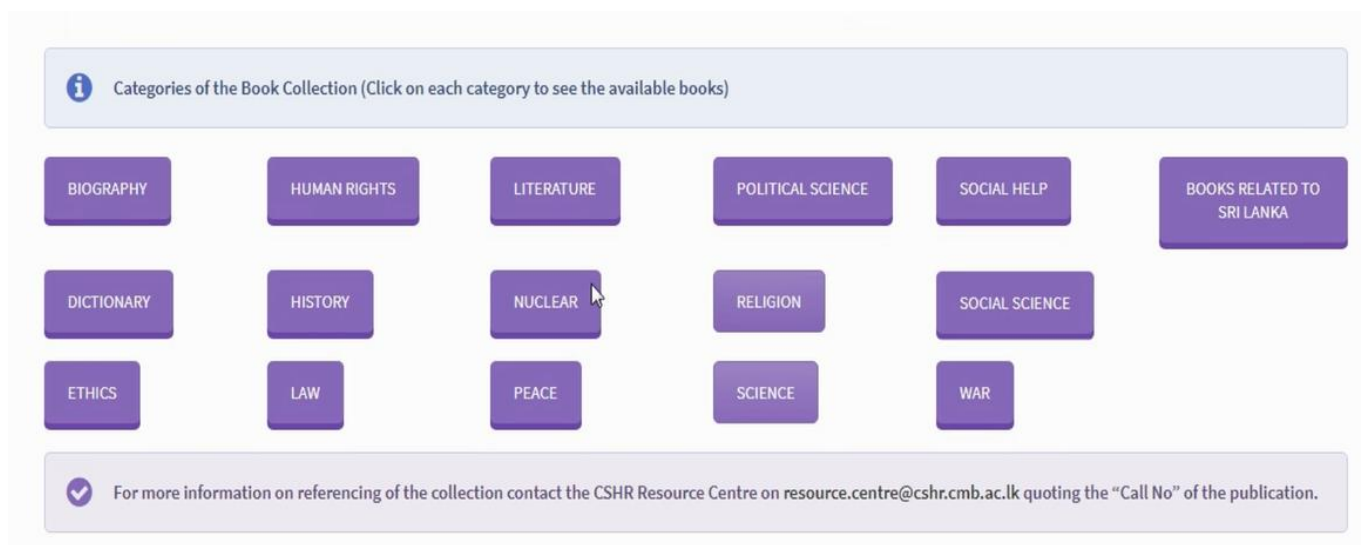 Categories of the Book Collection (Click on each category to see the available books)
BIOGRAPHY
HUMAN RIGHTS
LITERATURE
POLITICAL SCIENCE
SOCIAL HELP
BOOKS RELATED TO
SRI LANKA
DICTIONARY
HISTORY
NUCLEAR
RELIGION
SOCIAL SCIENCE
ETHICS
LAW
PEACE
SCIENCE
WAR
For more information on referencing of the collection contact the CSHR Resource Centre on resource.centre@cshr.cmb.ac.lk quoting the “Call No” of the publication.